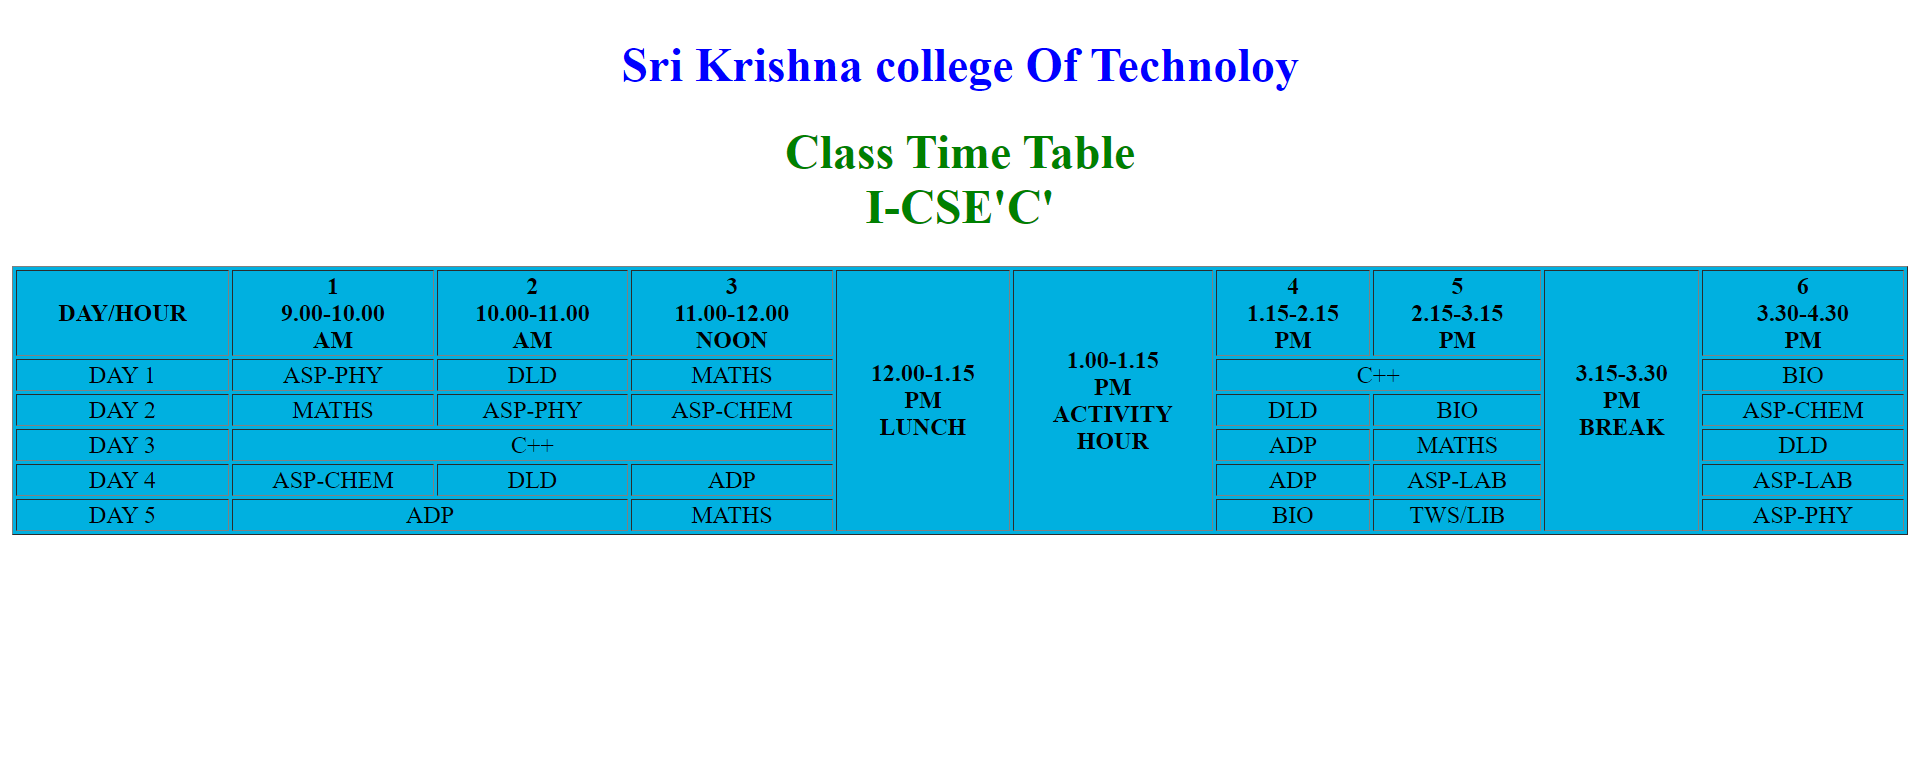 Sri Krishna college Of Technoloy
Class Time Table
I-CSE'C'
DAY/HOUR
1
9.00-10.00
AM
2
10.00-11.00
AM
3
11.00-12.00
NOON
12.00-1.15
PM
LUNCH
1.00-1.15
PM
ACTIVITY
HOUR
4
1.15-2.15
PM
5
2.15-3.15
PM
3.15-3.30
PM
BREAK
6
3.30-4.30
PM
DAY 1 ASP-PHY DLD MATHS C++ BIO
DAY 2 MATHS ASP-PHY ASP-CHEM DLD BIO ASP-CHEM
DAY 3 C++ ADP MATHS DLD
DAY 4 ASP-CHEM DLD ADP ADP ASP-LAB ASP-LAB
DAY 5 ADP MATHS BIO TWS/LIB ASP-PHY